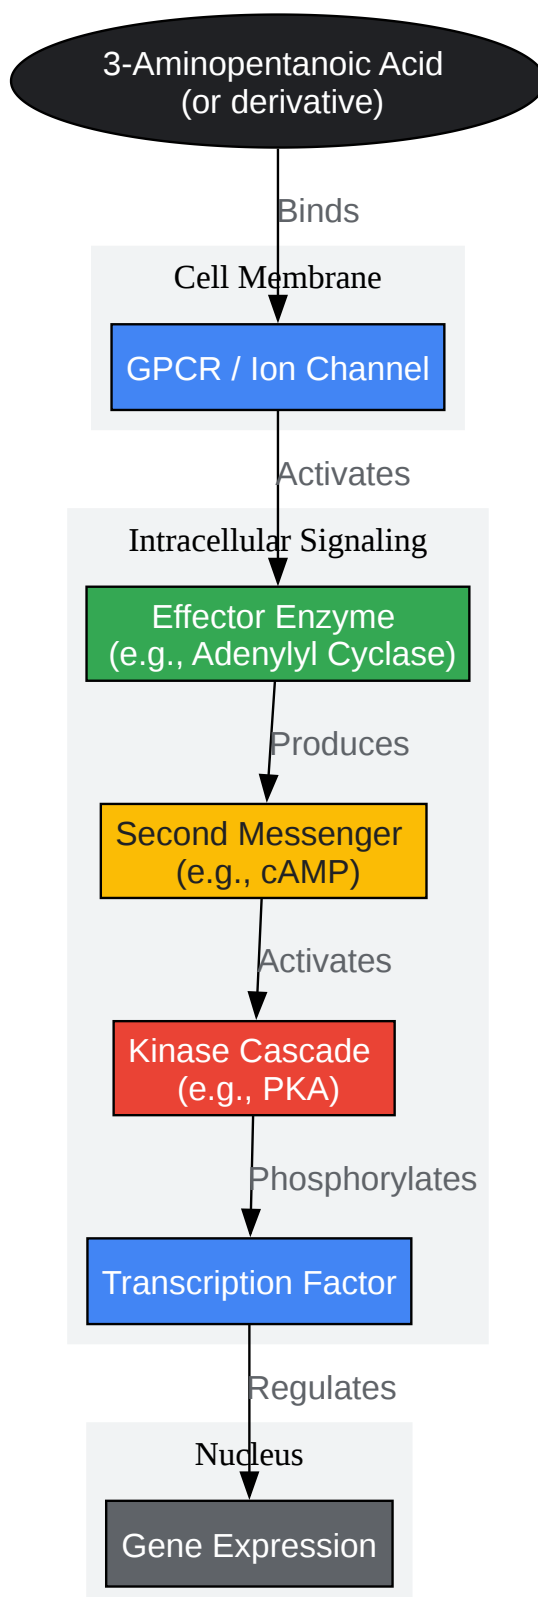 3-Aminopentanoic Acid
(or derivative)
Binds
Cell Membrane
GPCR / Ion Channel
Activates
Intracellular Signaling
Effector Enzyme
(e.g., Adenylyl Cyclase)
Produces
Second Messenger
(e.g., cAMP)
Activates
Kinase Cascade
(e.g., PKA)
Phosphorylates
Transcription Factor
Regulates
Nucleus
Gene Expression